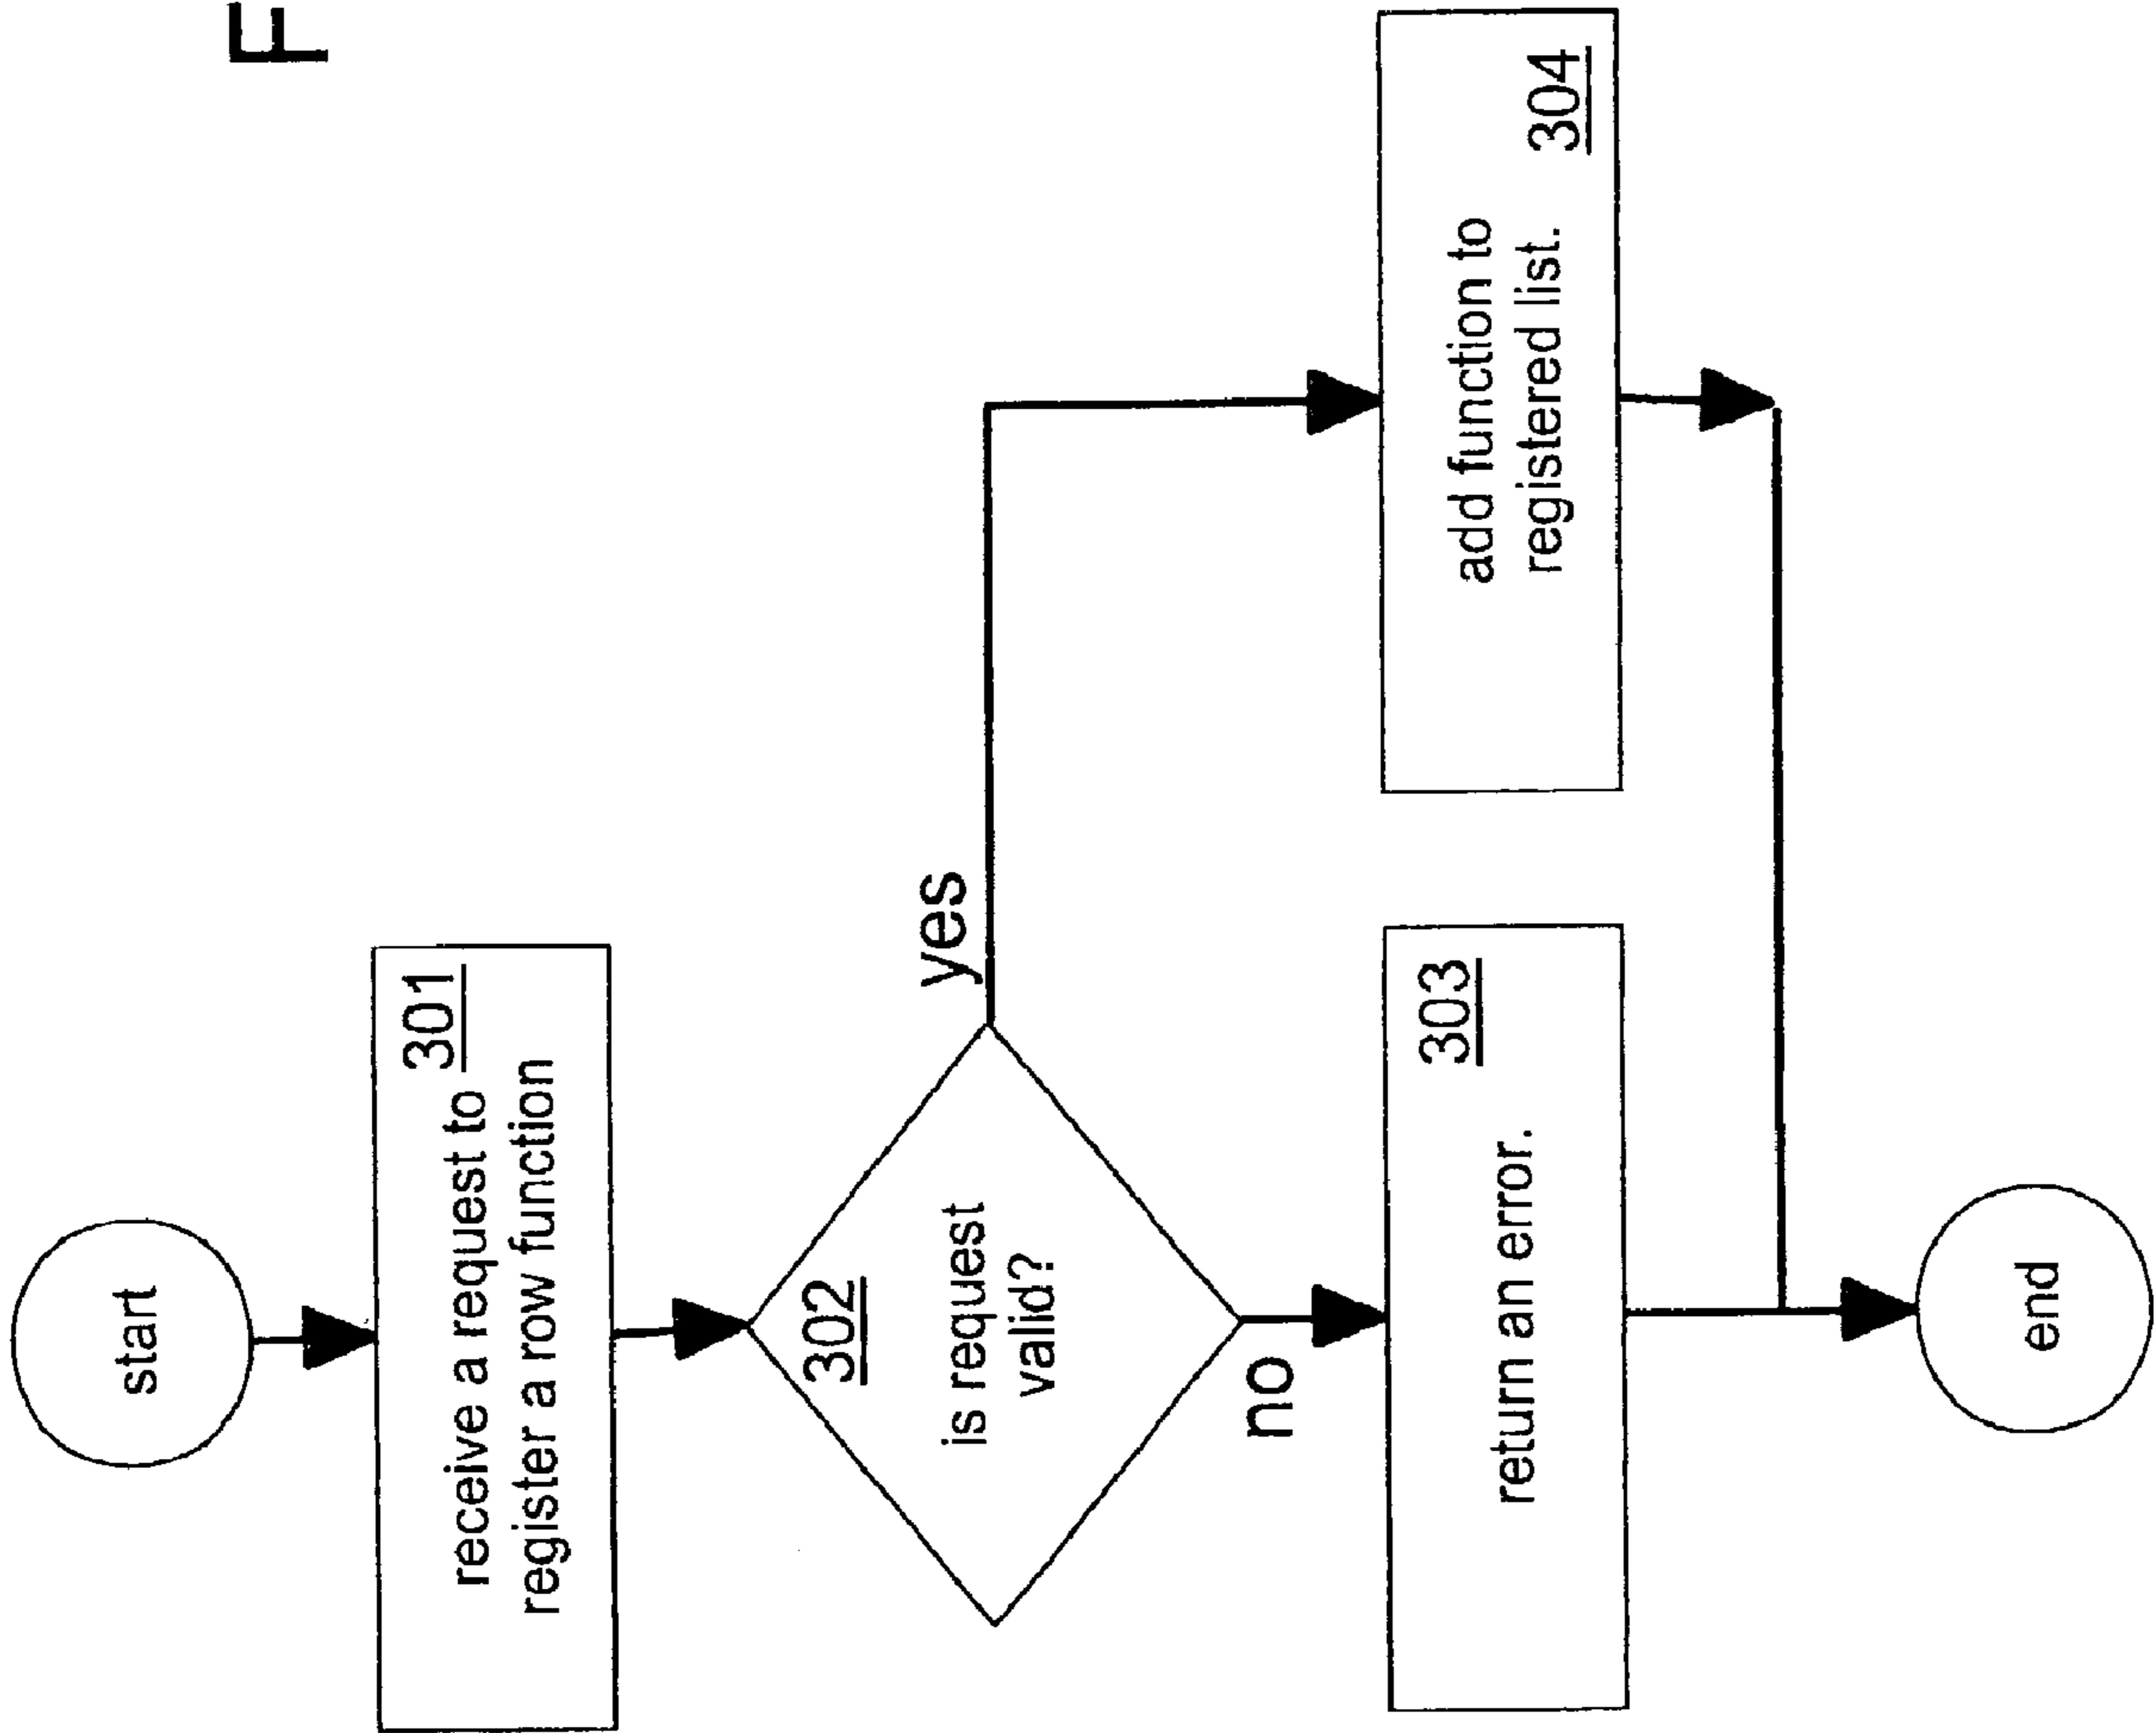 F
start
301
receive a request to
register a row function
302
is request
valid?
yes
no
303
return an error.
304
add function to
registered list.
end